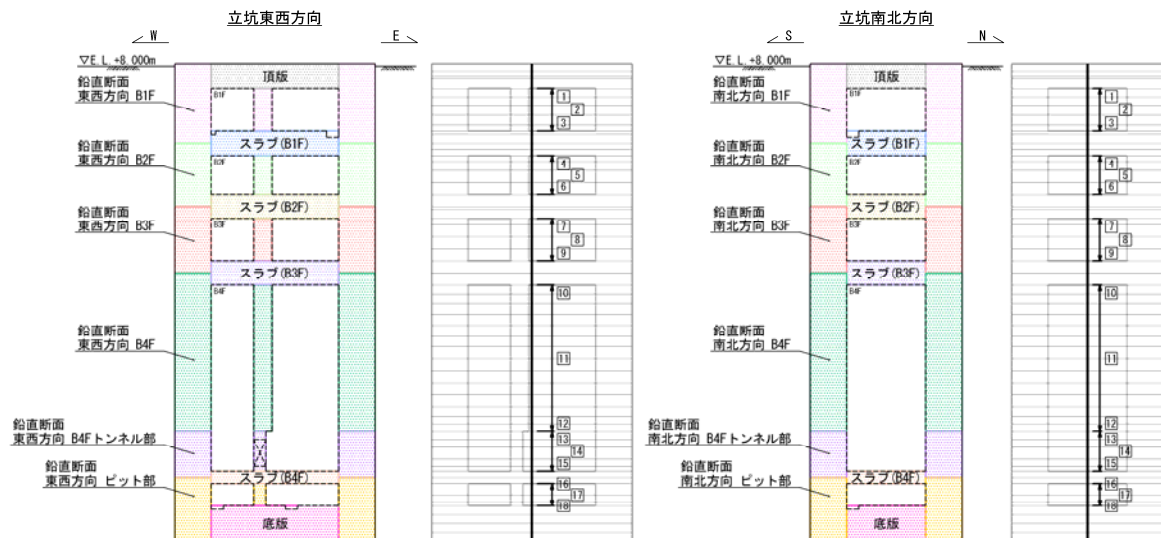 立坑東西方向
W
E
▽E.L.+8.000m
頂版
鉛直断面
東西方向 B1F
B1F
スラブ(B1F)
鉛直断面
東西方向 B2F
B2F
スラブ(B2F)
鉛直断面
東西方向 B3F
B3F
スラブ(B3F)
鉛直断面
東西方向 B4F
B4F
鉛直断面
東西方向 B4Fトンネル部
スラブ(B4F)
鉛直断面
東西方向 ピット部
底版
1
2
3
4
5
6
7
8
9
10
11
12
13
14
15
16
17
18
立坑南北方向
S
N
▽E.L.+8.000m
頂版
鉛直断面
南北方向 B1F
B1F
スラブ(B1F)
鉛直断面
南北方向 B2F
B2F
スラブ(B2F)
鉛直断面
南北方向 B3F
B3F
スラブ(B3F)
鉛直断面
南北方向 B4F
B4F
鉛直断面
南北方向 B4Fトンネル部
スラブ(B4F)
鉛直断面
南北方向 ピット部
底版
1
2
3
4
5
6
7
8
9
10
11
12
13
14
15
16
17
18